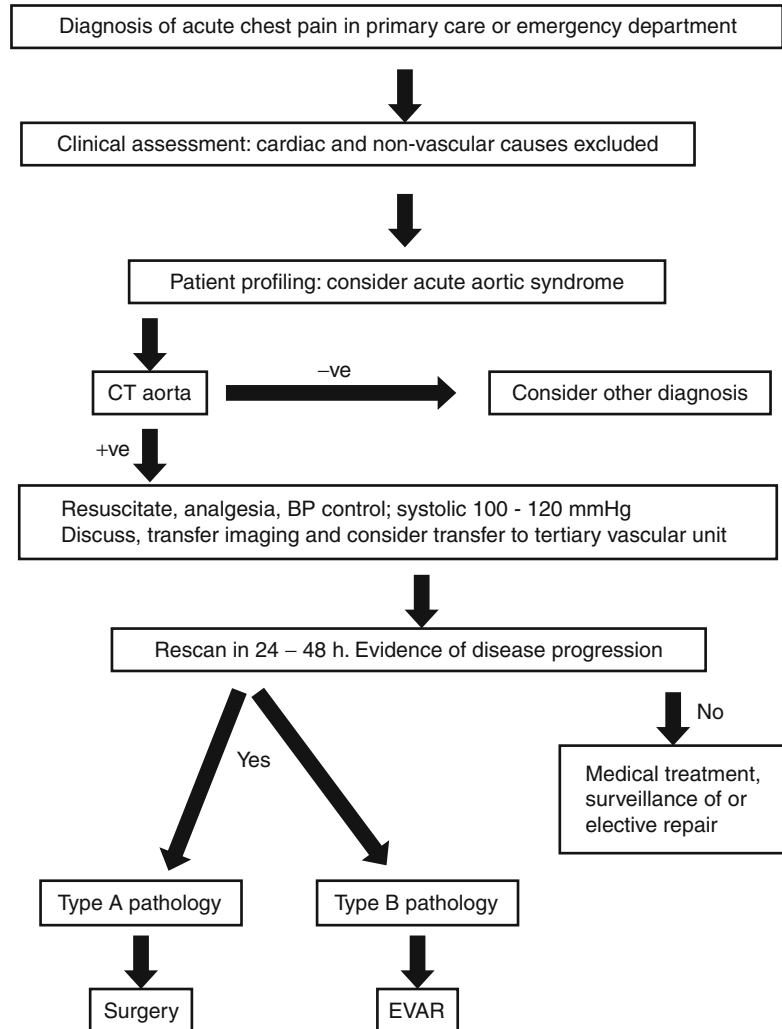 Diagnosis of acute chest pain in primary care or emergency department
Clinical assessment: cardiac and non-vascular causes excluded
Patient profiling: consider acute aortic syndrome
CT aorta
–ve
Consider other diagnosis
+ve
Resuscitate, analgesia, BP control; systolic 100 - 120 mmHg
Discuss, transfer imaging and consider transfer to tertiary vascular unit
Rescan in 24 – 48 h. Evidence of disease progression
Yes
No
Medical treatment,
surveillance of or
elective repair
Type A pathology
Type B pathology
Surgery
EVAR